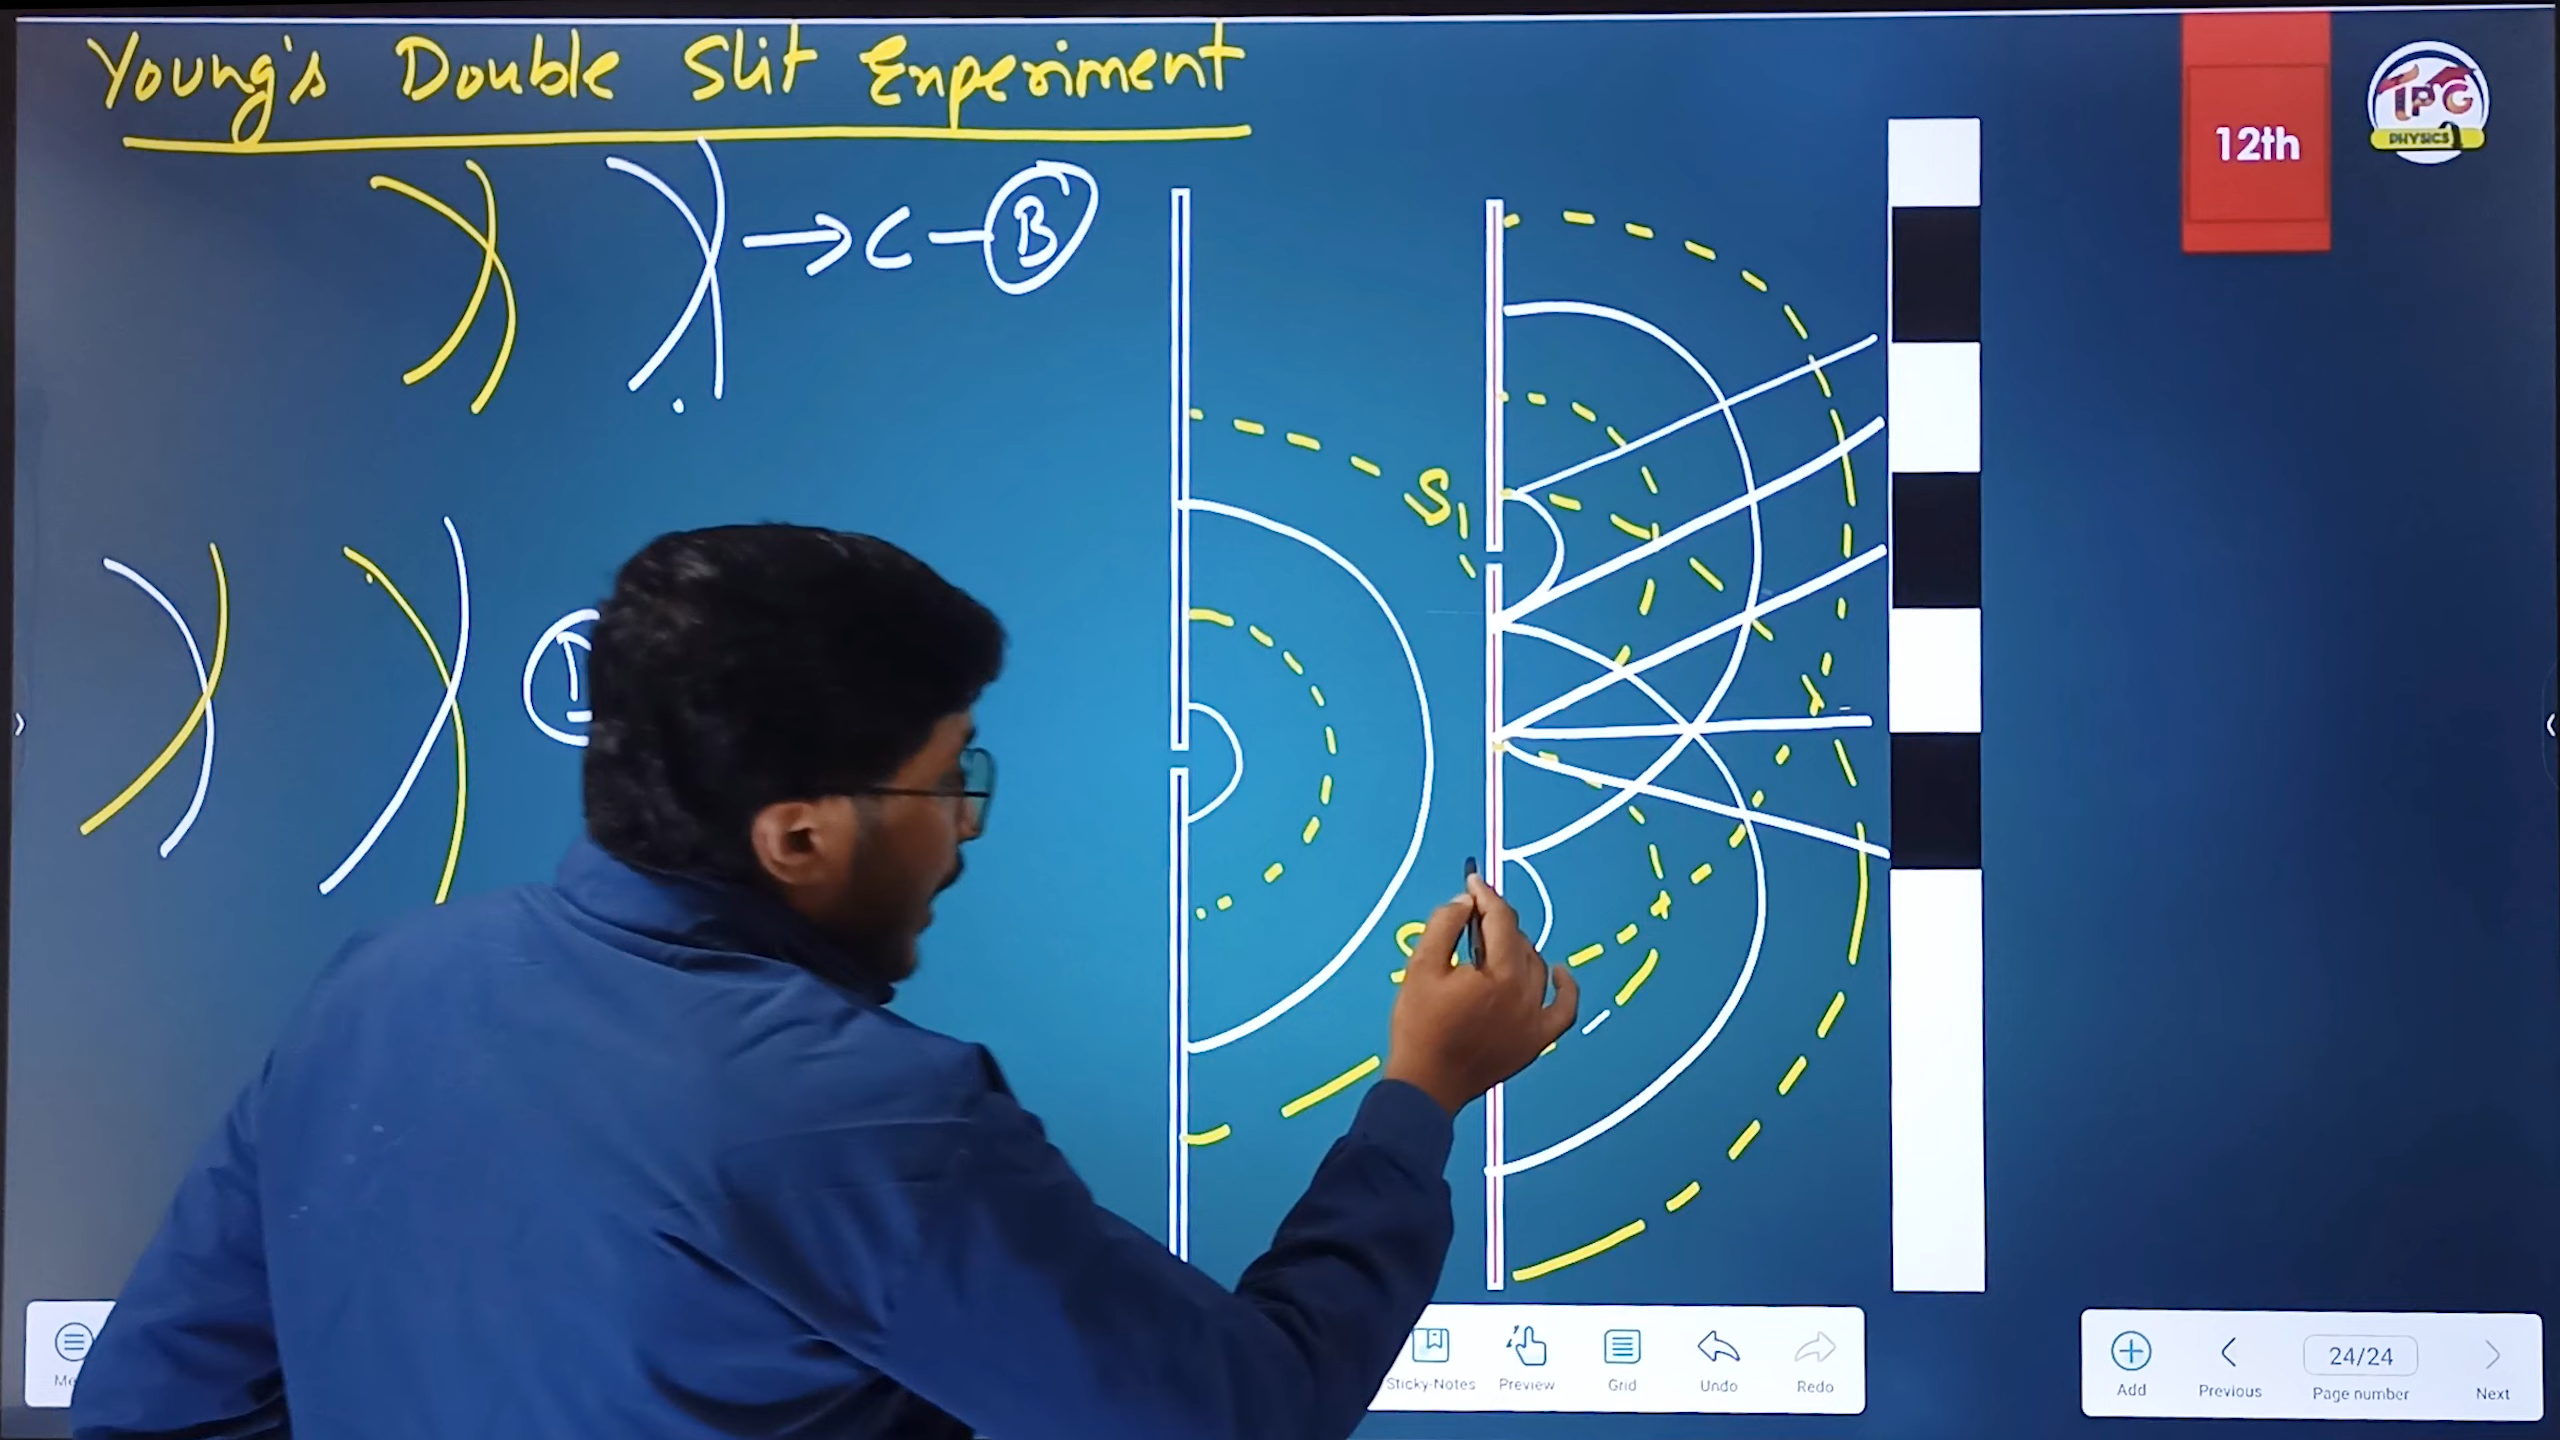 Young's Double Slit Experiment
→ C - B
S1
12th
TPG
PHYSICS
Sticky-Notes
Preview
Grid
Undo
Redo
Add
Previous
24/24
Page number
Next